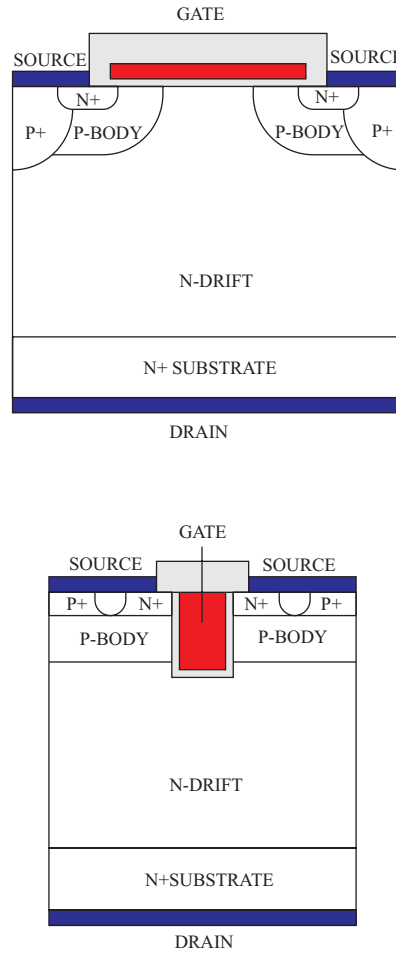 GATE
SOURCE
SOURCE
N+
N+
P+
P-BODY
P-BODY
P+
N-DRIFT
N+ SUBSTRATE
DRAIN
GATE
SOURCE
SOURCE
P+
N+
N+
P+
P-BODY
P-BODY
N-DRIFT
N+SUBSTRATE
DRAIN